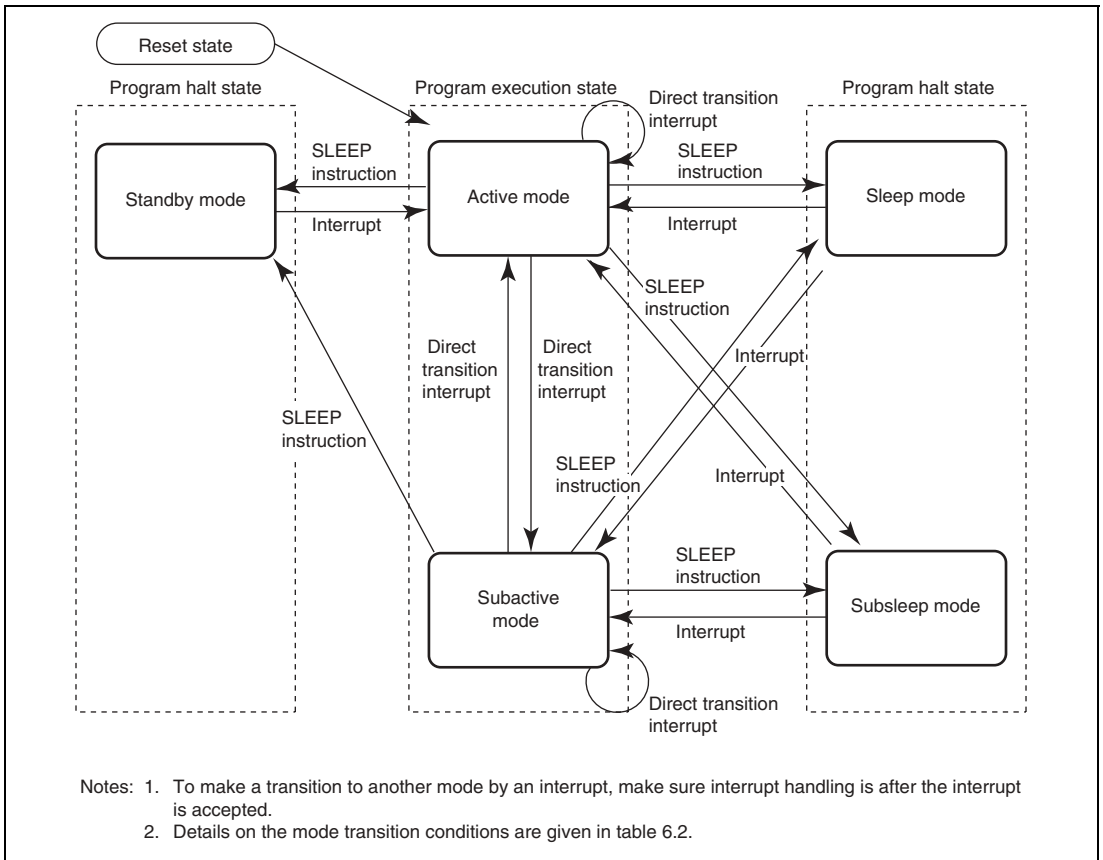 Reset state
Program halt state
Program execution state
Program halt state
Direct transition
interrupt
Standby mode
SLEEP
instruction
Interrupt
Active mode
SLEEP
instruction
Interrupt
Sleep mode
SLEEP
instruction
Interrupt
Direct
transition
interrupt
Direct
transition
interrupt
SLEEP
instruction
SLEEP
instruction
Interrupt
Subactive
mode
SLEEP
instruction
Interrupt
Subsleep mode
Direct transition
interrupt
Notes: 1. To make a transition to another mode by an interrupt, make sure interrupt handling is after the interrupt
is accepted.
2. Details on the mode transition conditions are given in table 6.2.